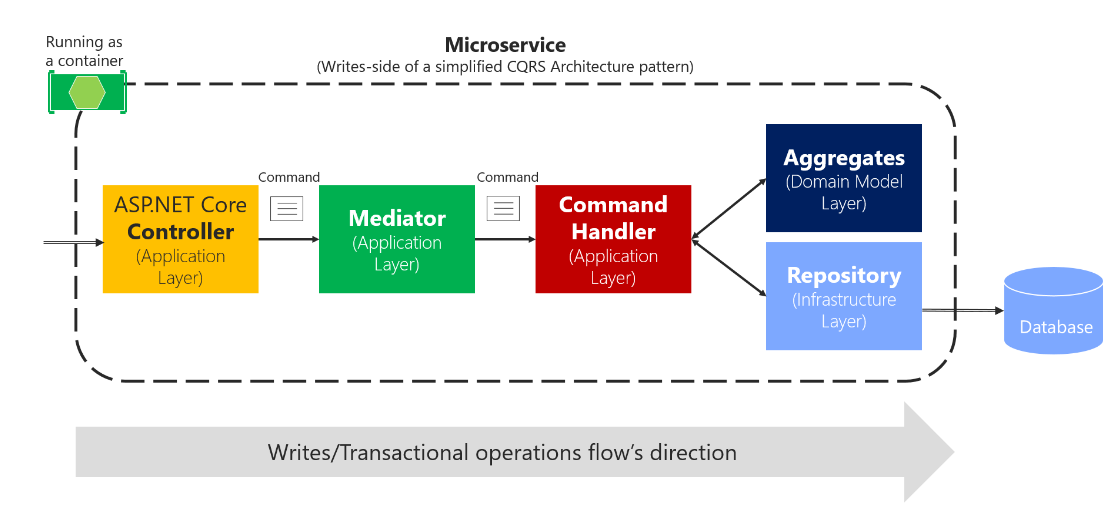 Running as
a container
Microservice
(Writes-side of a simplified CQRS Architecture pattern)
ASP.NET Core
Controller
(Application
Layer)
Command
Mediator
(Application
Layer)
Command
Command
Handler
(Application
Layer)
Aggregates
(Domain Model
Layer)
Repository
(Infrastructure
Layer)
Database
Writes/Transactional operations flow's direction